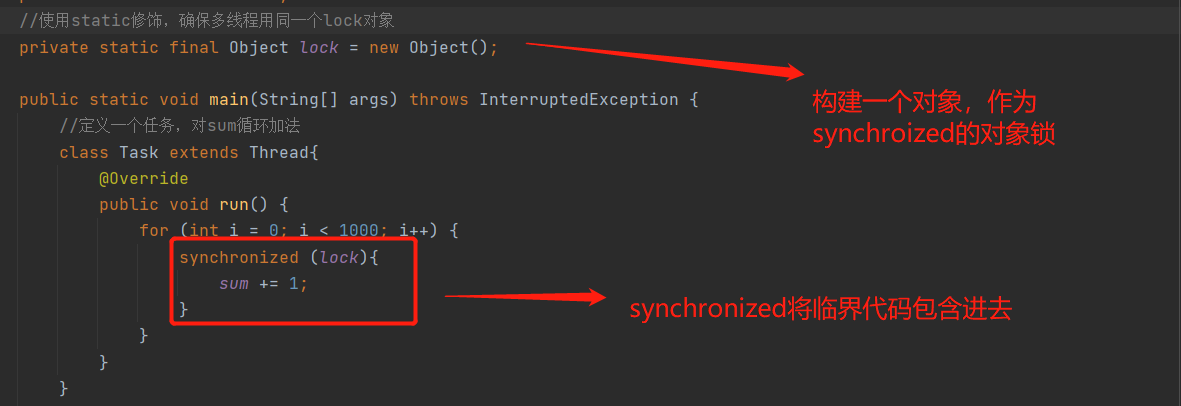 //使用static修饰，确保多线程用同一个lock对象
private static final Object lock = new Object();
构建一个对象，作为
synchroized的对象锁
public static void main(String[] args) throws InterruptedException {
//定义一个任务，对sum循环加法
class Task extends Thread{
@Override
public void run() {
for (int i = 0; i < 1000; i++) {
synchronized (lock){
sum += 1;
}
synchronized将临界代码包含进去
}
}
}